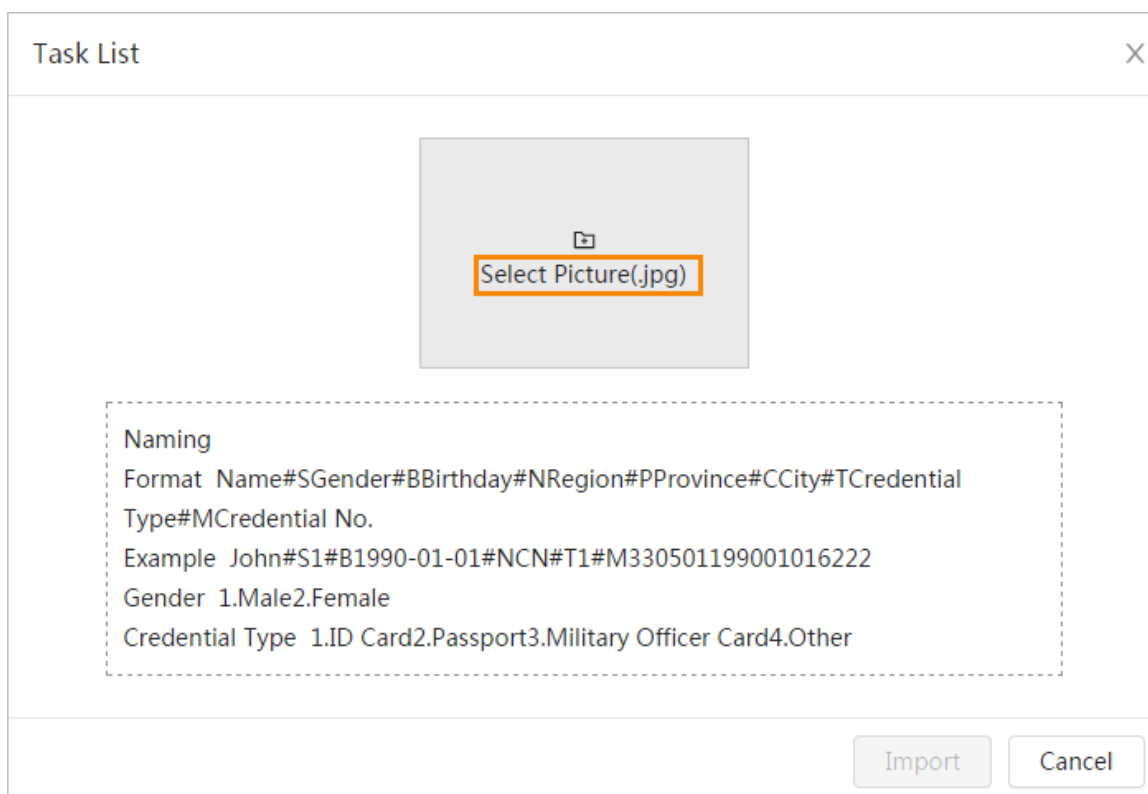 Task List
Select Picture(.jpg)
Naming
Format  Name#SGender#BBirthday#NRegion#PProvince#CCity#TCredential
Type#MCredential No.
Example  John#S1#B1990-01-01#NCN#T1#M330501199001016222
Gender  1.Male2.Female
Credential Type  1.ID Card2.Passport3.Military Officer Card4.Other
Import
Cancel